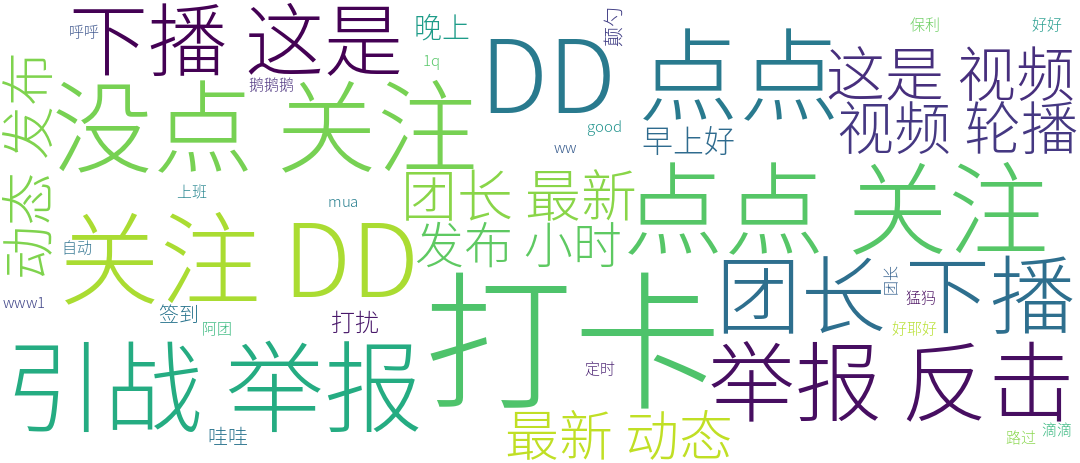 呼呼
下播 这是
晚上
颠勺
保利
好好
DD 点点
这是 视频
lq
鹅鹅鹅
没点 关注
发布
动态
good
ww
早上好
视频 轮播
上班
mua
团长 最新
点点 关注
关注 DD
发布 小时
自动
www1
签到
阿团
打扰
打卡
团长
团长下播
猛犸
好耶好
引战 举报
定时
举报 反击
哇哇
最新 动态
路过
滴滴